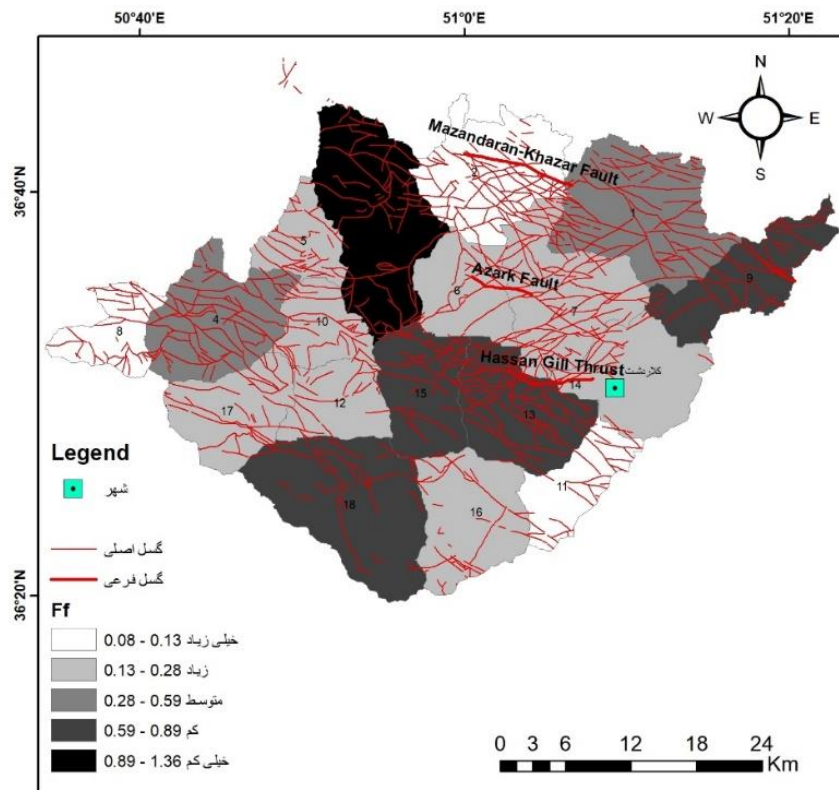 50°40'E
51°0'E
51°20'E
N
W
E
S
36°40'N
36°20'N
Mazandaran-Khazar Fault
2
1
5
Azark Fault
6
9
4
7
8
10
Hassan Gill Thrust
کلاردشت
14
15
13
17
12
11
18
16
Legend
شهر
گسل اصلی
گسل فرعی
Ff
0.08 - 0.13 خیلی زیاد
0.13 - 0.28 زیاد
0.28 - 0.59 متوسط
0.59 - 0.89 کم
0.89 - 1.36 خیلی کم
0 3 6 12 18 24
Km